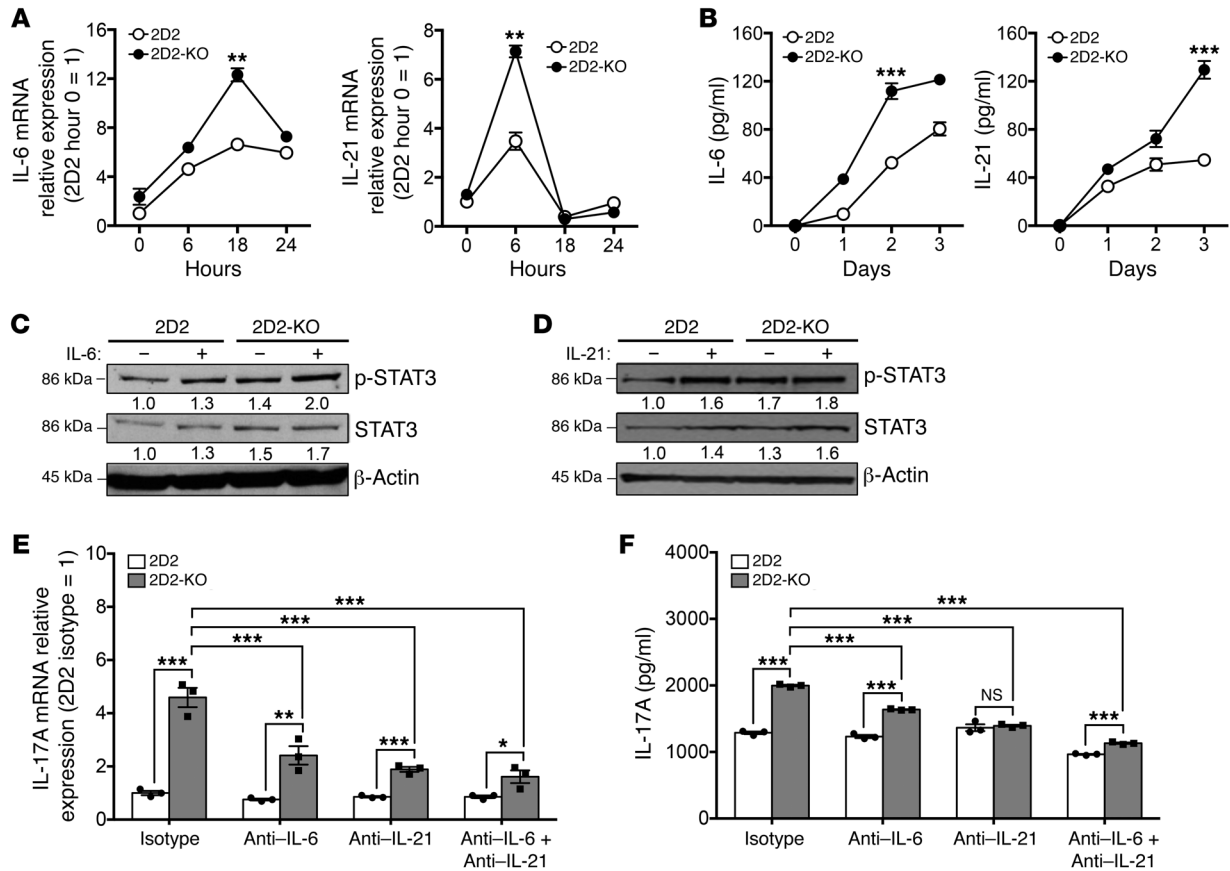 A
IL-6 mRNA
relative expression
(2D2 hour 0 = 1)
16
12
8
4
0
2D2
2D2-KO
**
0 6 18 24
Hours
IL-21 mRNA
relative expression
(2D2 hour 0 = 1)
8
6
4
2
0
**
2D2
2D2-KO
0 6 18 24
Hours
B
IL-6 (pg/ml)
160
120
80
40
0
2D2
2D2-KO
***
0 1 2 3
Days
IL-21 (pg/ml)
160
120
80
40
0
2D2
2D2-KO
***
0 1 2 3
Days
C
2D2 2D2-KO
IL-6: – + – +
86 kDa p-STAT3
1.0 1.3 1.4 2.0
86 kDa STAT3
1.0 1.3 1.5 1.7
45 kDa β-Actin
D
2D2 2D2-KO
IL-21: – + – +
86 kDa p-STAT3
1.0 1.6 1.7 1.8
86 kDa STAT3
1.0 1.4 1.3 1.6
45 kDa β-Actin
E
IL-17A mRNA relative
expression (2D2 isotype = 1)
10
8
6
4
2
0
2D2
2D2-KO
***
***
***
***
**
***
*
Isotype Anti–IL-6 Anti–IL-21 Anti–IL-6 +
Anti–IL-21
F
IL-17A (pg/ml)
4000
3000
2000
1000
0
2D2
2D2-KO
***
***
***
***
***
NS
***
Isotype Anti–IL-6 Anti–IL-21 Anti–IL-6 +
Anti–IL-21